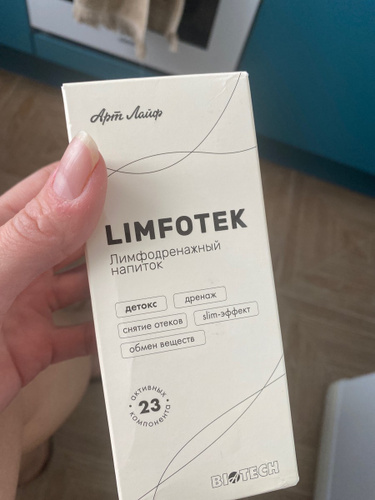 Арт Лайф
LIMFOTEK
Лимфодренажный
напиток
детокс
дренаж
снятие отеков
slim-эффект
обмен веществ
активных
23
компонента
BIOTECH